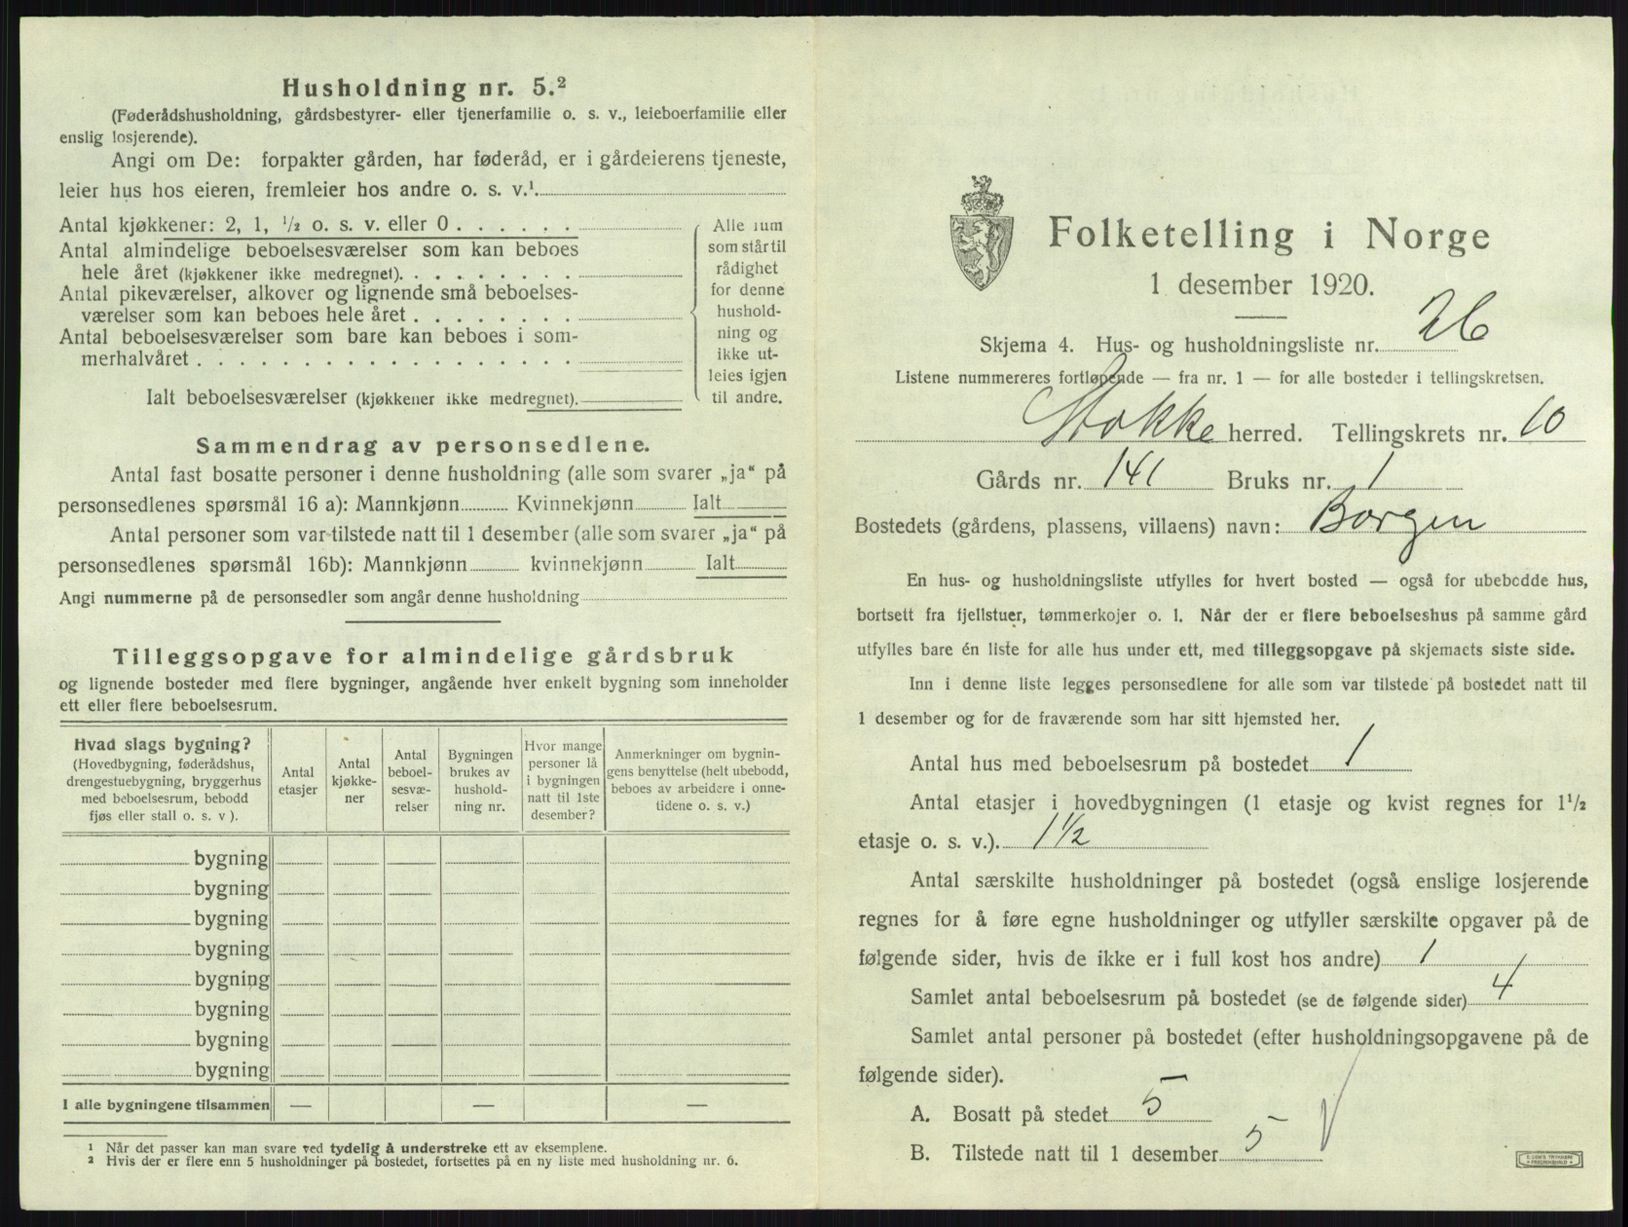 Husholdning nr. 5.²
(Føderådshusholdning, gårdsbestyrer- eller tjenerfamilie o. s. v., leieboerfamilie eller
enslig losjerende).
Angi om De: forpakter gården, har føderåd, er i gårdeierens tjeneste,
leier hus hos eieren, fremleier hos andre o. s. v.¹
Antal kjøkkener: 2, 1, ½ o. s. v. eller 0
Antal almindelige beboelsesværelser som kan beboes
hele året (kjøkkener ikke medregnet).
Antal pikeværelser, alkover og lignende små beboelses-
værelser som kan beboes hele året
Antal beboelsesværelser som bare kan beboes i som-
merhalvåret
Ialt beboelsesværelser (kjøkkener ikke medregnet).
Alle rum
som står til
rådighet
for denne
hushold-
ning og
ikke ut-
leies igjen
til andre.
Sammendrag av personsedlene.
Antal fast bosatte personer i denne husholdning (alle som svarer „ja“ på
personsedlenes spørsmål 16 a): Mannkjønn Kvinnekjønn Ialt
Antal personer som var tilstede natt til 1 desember (alle som svarer „ja“ på
personsedlenes spørsmål 16b): Mannkjønn kvinnekjønn Ialt
Angi nummerne på de personsedler som angår denne husholdning
Tilleggsopgave for almindelige gårdsbruk
og lignende bosteder med flere bygninger, angående hver enkelt bygning som inneholder
ett eller flere beboelsesrum.
Hvad slags bygning?
(Hovedbygning, føderådshus,
drengestuebygning, bryggerhus
med beboelsesrum, bebodd
fjøs eller stall o. s. v ).
Antal
etasjer
Antal
kjøkke-
ner
Antal
beboel-
sesvæ-
relser
Bygningen
brukes av
hushold-
ning nr.
Hvor mange
personer lå
i bygningen
natt til 1ste
desember?
Anmerkninger om bygnin-
gens benyttelse (helt ubebodd,
beboes av arbeidere i onne-
tidene o. s. v.)
bygning
bygning
bygning
bygning
bygning
bygning
bygning
bygning
I alle bygningene tilsammen — — —
¹ Når det passer kan man svare ved tydelig å understreke ett av eksemplene.
² Hvis der er flere enn 5 husholdninger på bostedet, fortsettes på en ny liste med husholdning nr. 6.
Folketelling i Norge
1 desember 1920.
Skjema 4. Hus- og husholdningsliste nr. 26
Listene nummereres fortløpende — fra nr. 1 — for alle bosteder i tellingskretsen.
Stokke herred. Tellingskrets nr. 10
Gårds nr. 141 Bruks nr. 1
Bostedets (gårdens, plassens, villaens) navn: Borgen
En hus- og husholdningsliste utfylles for hvert bosted — også for ubebodde hus,
bortsett fra fjellstuer, tømmerkojer o. l. Når der er flere beboelseshus på samme gård
utfylles bare én liste for alle hus under ett, med tilleggsopgave på skjemaets siste side.
Inn i denne liste legges personsedlene for alle som var tilstede på bostedet natt til
1 desember og for de fraværende som har sitt hjemsted her.
Antal hus med beboelsesrum på bostedet 1
Antal etasjer i hovedbygningen (1 etasje og kvist regnes for 1½
etasje o. s. v.). 1½
Antal særskilte husholdninger på bostedet (også enslige losjerende
regnes for å føre egne husholdninger og utfyller særskilte opgaver på de
følgende sider, hvis de ikke er i full kost hos andre) 1
Samlet antal beboelsesrum på bostedet (se de følgende sider) 4
Samlet antal personer på bostedet (efter husholdningsopgavene på de
følgende sider).
A. Bosatt på stedet 5
B. Tilstede natt til 1 desember 5